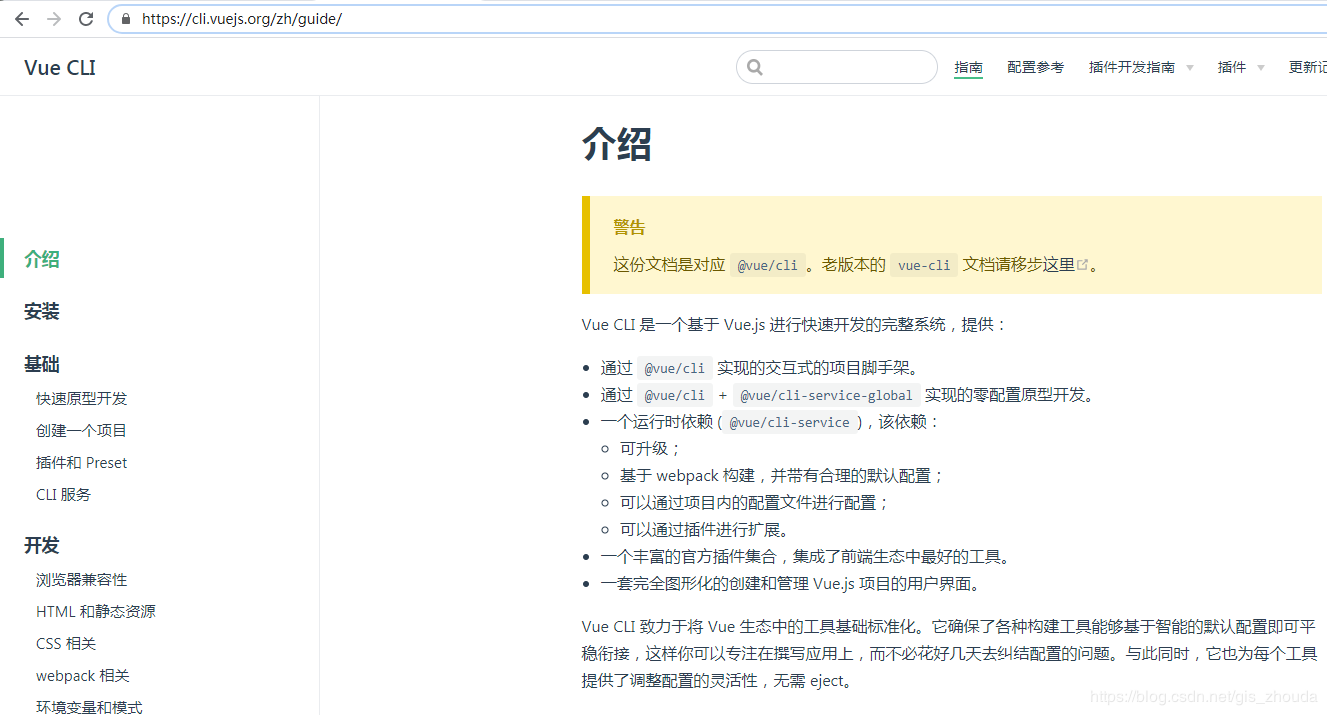 https://cli.vuejs.org/zh/guide/
Vue CLI
指南 配置参考 插件开发指南 插件 更新记
介绍
安装
基础
快速原型开发
创建一个项目
插件和 Preset
CLI 服务
开发
浏览器兼容性
HTML 和静态资源
CSS 相关
webpack 相关
环境变量和模式
介绍
警告
这份文档是对应 @vue/cli 。老版本的 vue-cli 文档请移步这里。
Vue CLI 是一个基于 Vue.js 进行快速开发的完整系统，提供：
通过 @vue/cli 实现的交互式的项目脚手架。
通过 @vue/cli + @vue/cli-service-global 实现的零配置原型开发。
一个运行时依赖 ( @vue/cli-service )，该依赖：
可升级；
基于 webpack 构建，并带有合理的默认配置；
可以通过项目内的配置文件进行配置；
可以通过插件进行扩展。
一个丰富的官方插件集合，集成了前端生态中最好的工具。
一套完全图形化的创建和管理 Vue.js 项目的用户界面。
Vue CLI 致力于将 Vue 生态中的工具基础标准化。它确保了各种构建工具能够基于智能的默认配置即可平
稳衔接，这样你可以专注在撰写应用上，而不必花好几天去纠结配置的问题。与此同时，它也为每个工具
提供了调整配置的灵活性，无需 eject。
https://blog.csdn.net/gis_zhouda